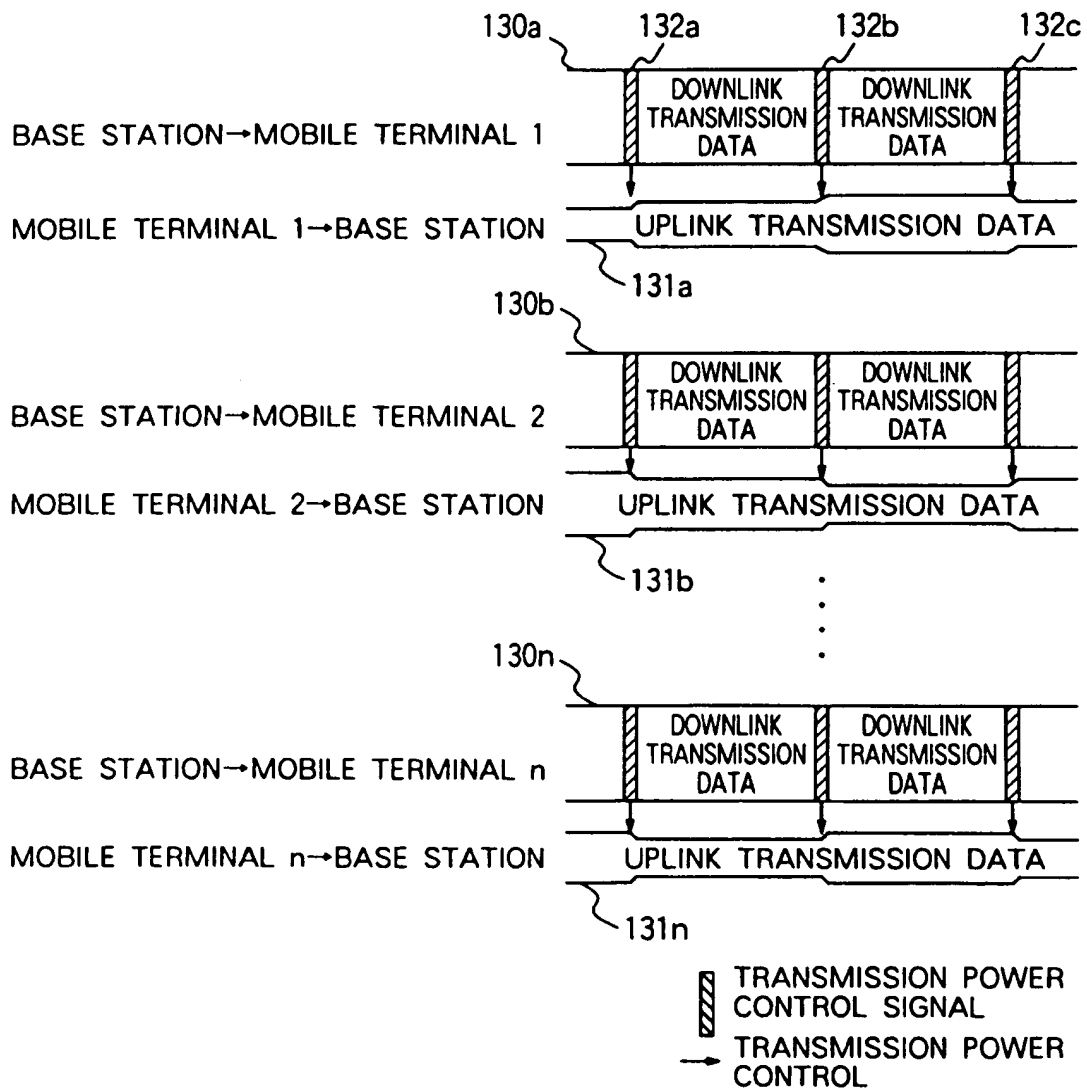 130a 132a 132b 132c
DOWNLINK TRANSMISSION DATA DOWNLINK TRANSMISSION DATA
BASE STATION→MOBILE TERMINAL 1
MOBILE TERMINAL 1→BASE STATION UPLINK TRANSMISSION DATA
131a
130b
DOWNLINK TRANSMISSION DATA DOWNLINK TRANSMISSION DATA
BASE STATION→MOBILE TERMINAL 2
MOBILE TERMINAL 2→BASE STATION UPLINK TRANSMISSION DATA
131b
130n
DOWNLINK TRANSMISSION DATA DOWNLINK TRANSMISSION DATA
BASE STATION→MOBILE TERMINAL n
MOBILE TERMINAL n→BASE STATION UPLINK TRANSMISSION DATA
131n
TRANSMISSION POWER
CONTROL SIGNAL
TRANSMISSION POWER
CONTROL